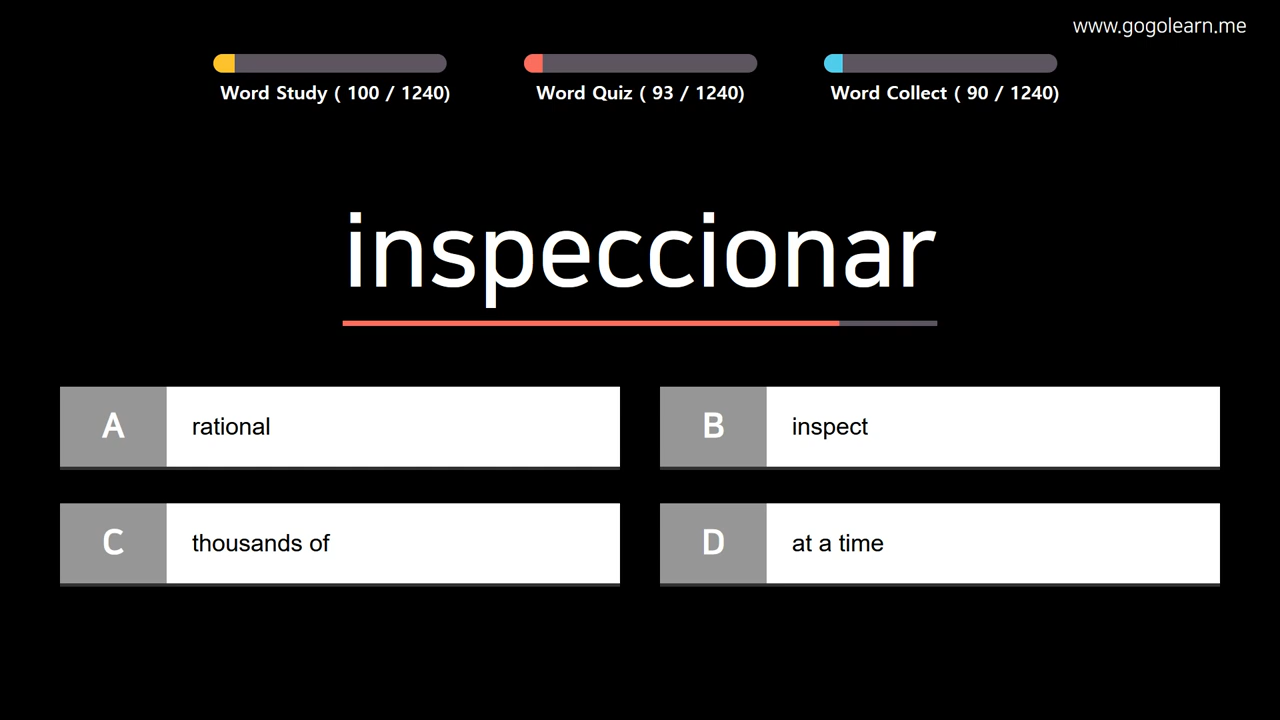 www.gogolearn.me
Word Study ( 100 / 1240)
Word Quiz ( 93 / 1240)
Word Collect ( 90 / 1240)
inspeccionar
A rational
B inspect
C thousands of
D at a time